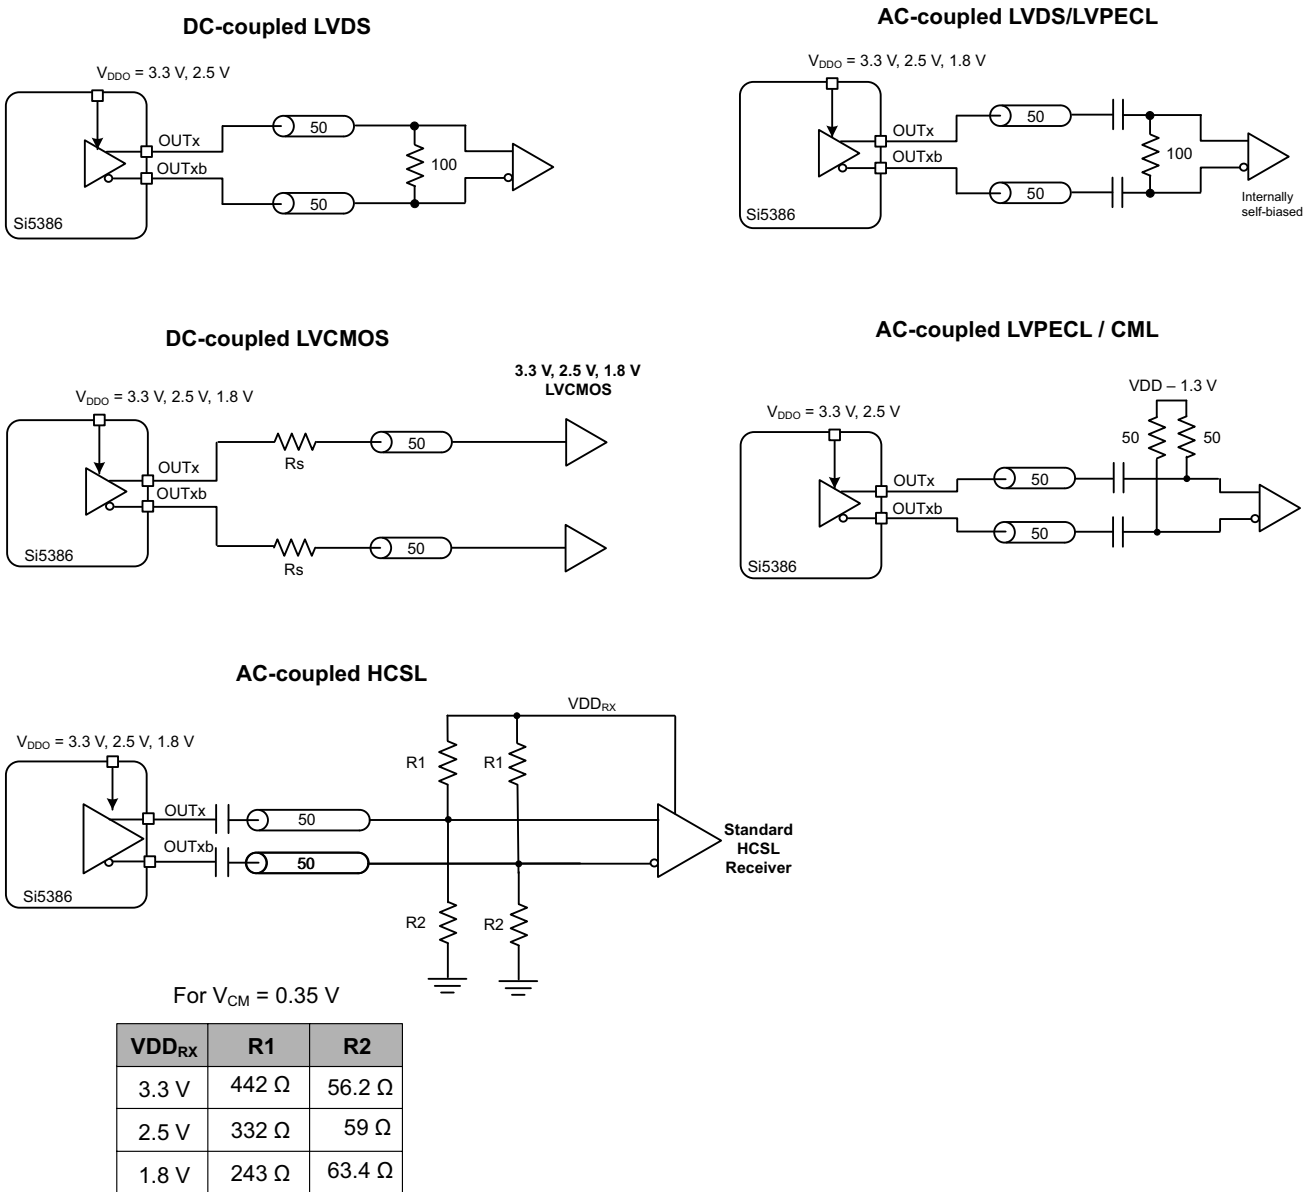 DC-coupled LVDS
VDDO = 3.3 V, 2.5 V
OUTx
OUTxb
50
50
100
Si5386
AC-coupled LVDS/LVPECL
VDDO = 3.3 V, 2.5 V, 1.8 V
OUTx
OUTxb
50
50
100
Internally
self-biased
Si5386
DC-coupled LVCMOS
VDDO = 3.3 V, 2.5 V, 1.8 V
3.3 V, 2.5 V, 1.8 V
LVCMOS
OUTx
OUTxb
Rs
50
Rs
50
Si5386
AC-coupled LVPECL / CML
VDDO = 3.3 V, 2.5 V
VDD – 1.3 V
50
50
OUTx
OUTxb
50
50
Si5386
AC-coupled HCSL
VDDO = 3.3 V, 2.5 V, 1.8 V
VDDRX
R1
R1
OUTx
OUTxb
50
50
Standard
HCSL
Receiver
R2
R2
Si5386
For VCM = 0.35 V
VDDRX R1 R2
3.3 V 442 Ω 56.2 Ω
2.5 V 332 Ω 59 Ω
1.8 V 243 Ω 63.4 Ω